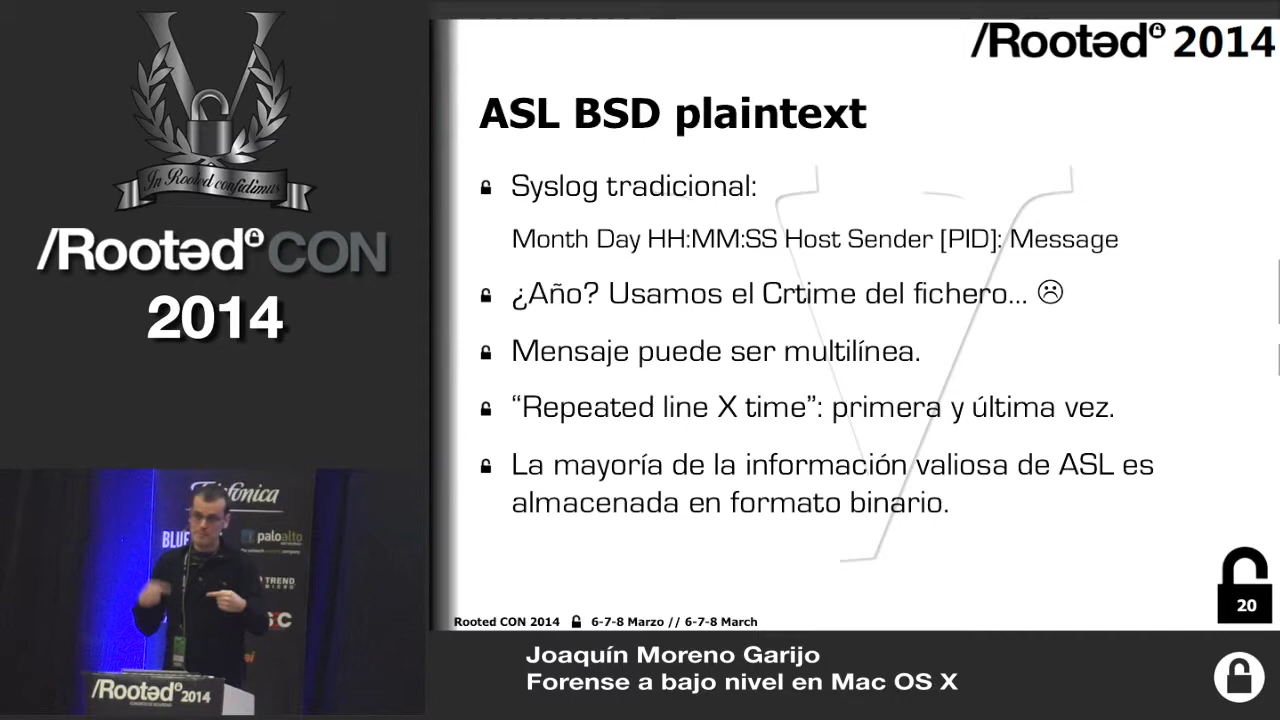 In Rooted confidimus
/Rootəd CON
2014
/Rootəd 2014
ASL BSD plaintext
Syslog tradicional:
Month Day HH:MM:SS Host Sender [PID]: Message
¿Año? Usamos el Crtime del fichero... ☹
Mensaje puede ser multilínea.
“Repeated line X time”: primera y última vez.
La mayoría de la información valiosa de ASL es
almacenada en formato binario.
20
Rooted CON 2014 6-7-8 Marzo // 6-7-8 March
Telefonica
BLUE
paloalto
TREND
MICRO
/Rootəd 2014
Joaquín Moreno Garijo
Forense a bajo nivel en Mac OS X